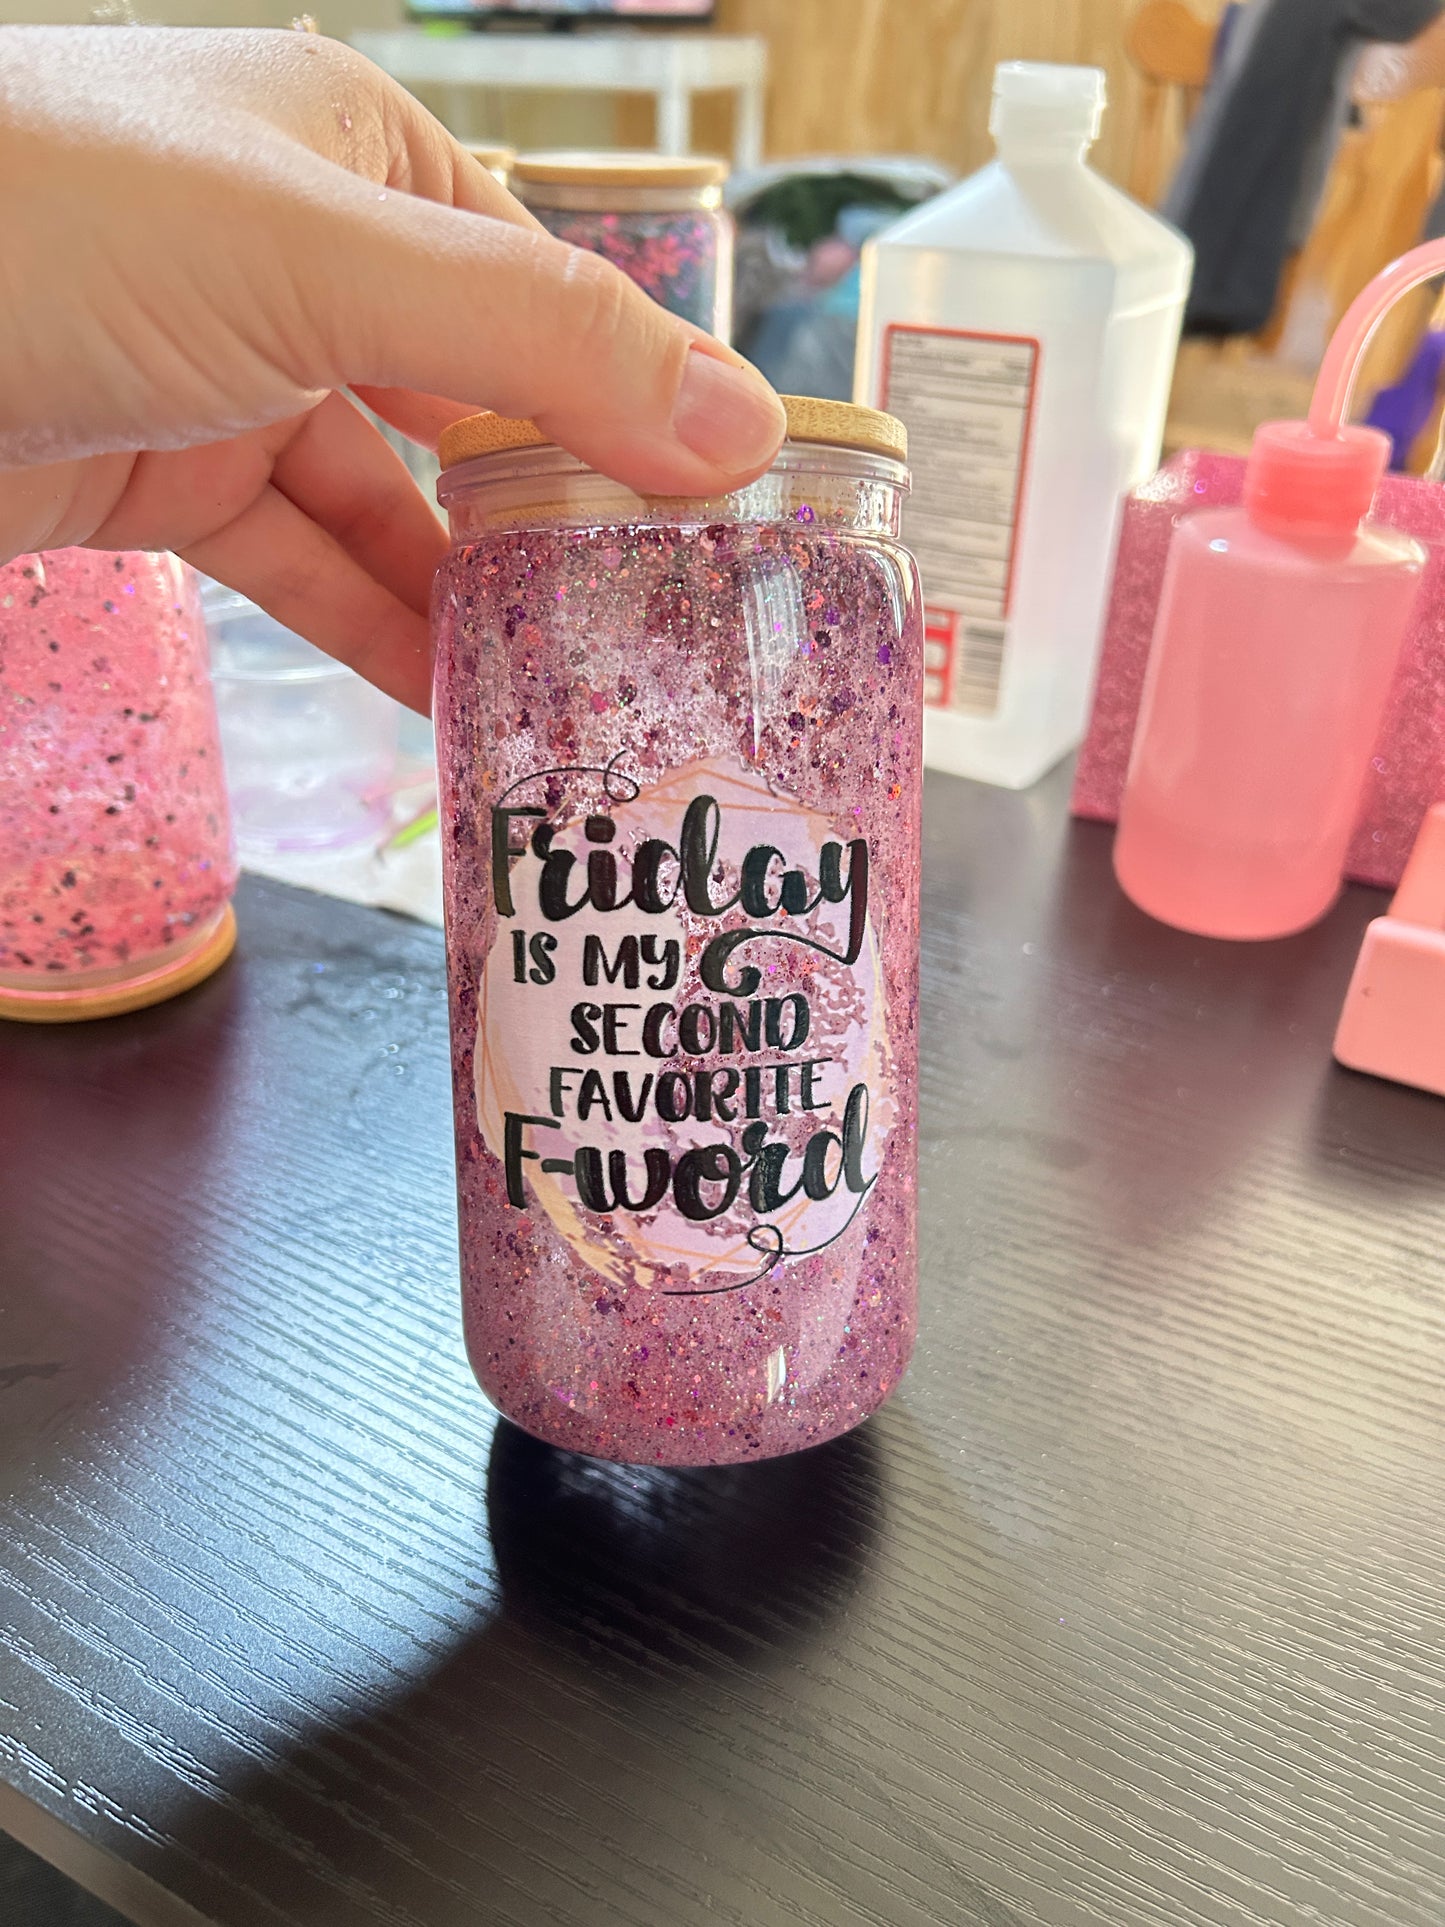 Friday
IS MY
SECOND
FAVORITE
F-word